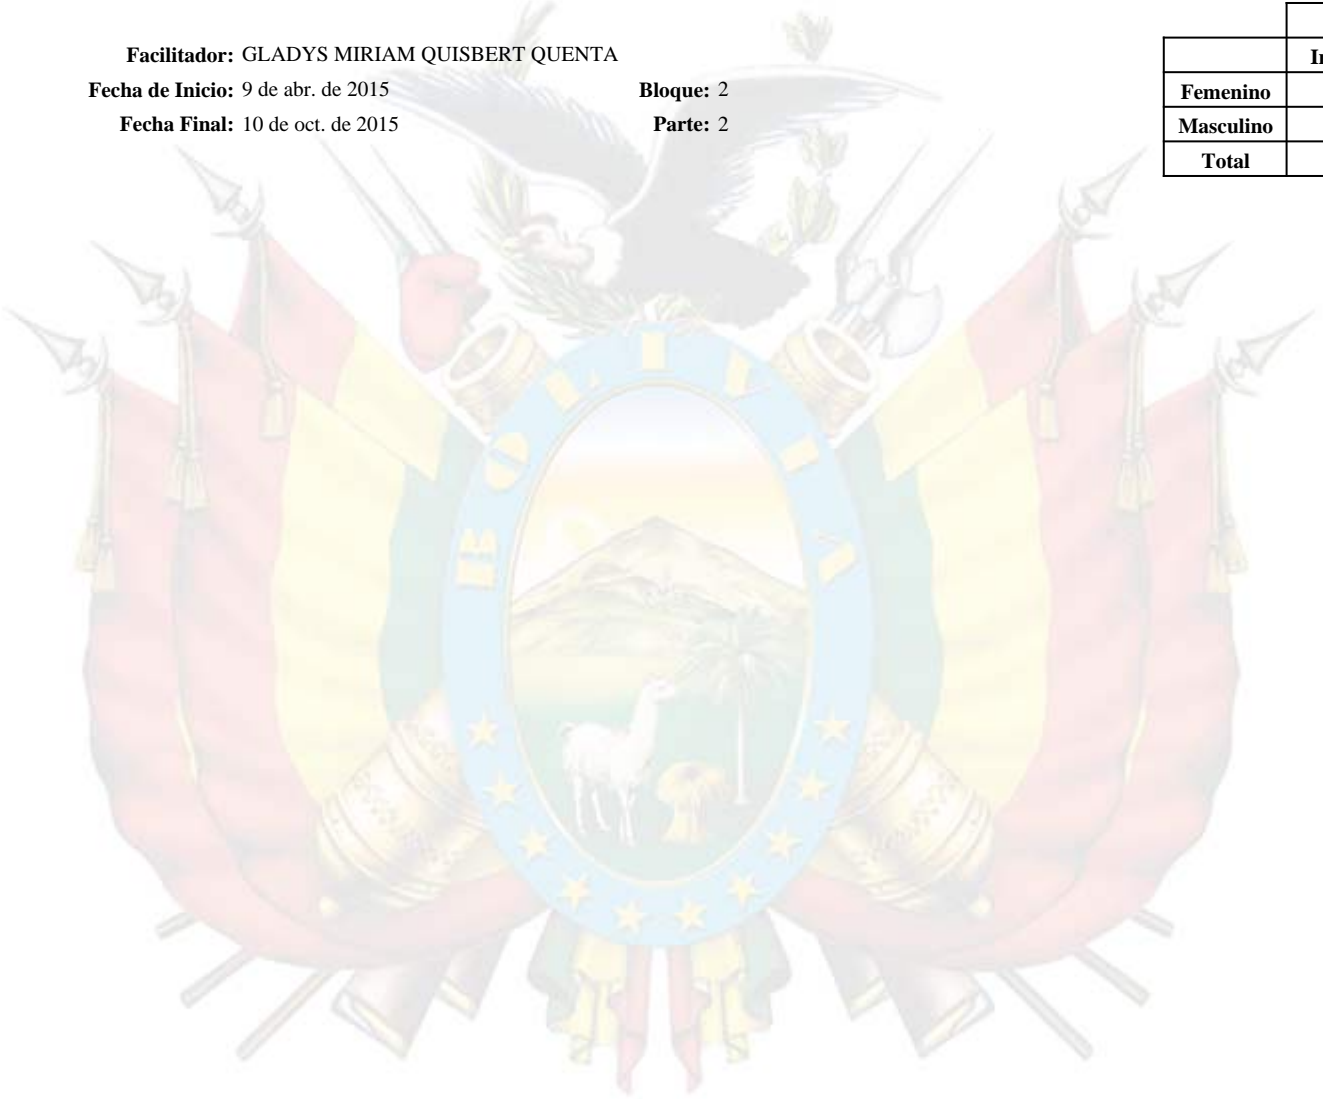 Facilitador: GLADYS MIRIAM QUISBERT QUENTA
Fecha de Inicio: 9 de abr. de 2015 Bloque: 2
Fecha Final: 10 de oct. de 2015 Parte: 2
Femenino
Masculino
Total
BOLIVIA